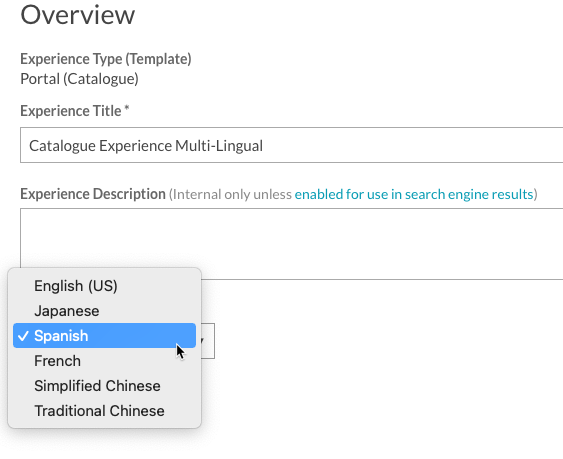 Overview
Experience Type (Template)
Portal (Catalogue)
Experience Title *
Catalogue Experience Multi-Lingual
Experience Description (Internal only unless enabled for use in search engine results)
English (US)
Japanese
✓ Spanish
French
Simplified Chinese
Traditional Chinese